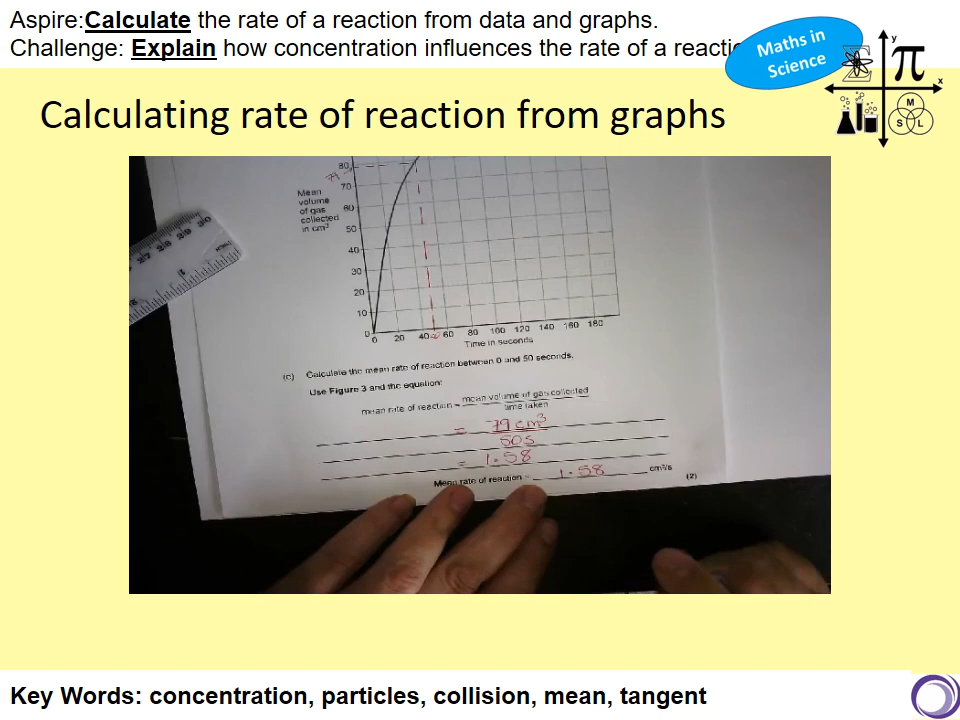 Aspire:Calculate the rate of a reaction from data and graphs.
Challenge: Explain how concentration influences the rate of a reactio
Maths in
Science
y
π
x
M
S L
Calculating rate of reaction from graphs
80
79
70
Mean
volume
of gas
collected
in cm³
60
50
40
30
20
10
0
0 20 40 60 80 100 120 140 160 180
Time in seconds
30
29
28
27
(c) Calculate the mean rate of reaction between 0 and 50 seconds.
Use Figure 3 and the equation:
mean rate of reaction = mean volume of gas collected
time taken
= 79 cm³
50s
= 1.58
Mean rate of reaction = 1.58 cm³/s
(2)
Key Words: concentration, particles, collision, mean, tangent